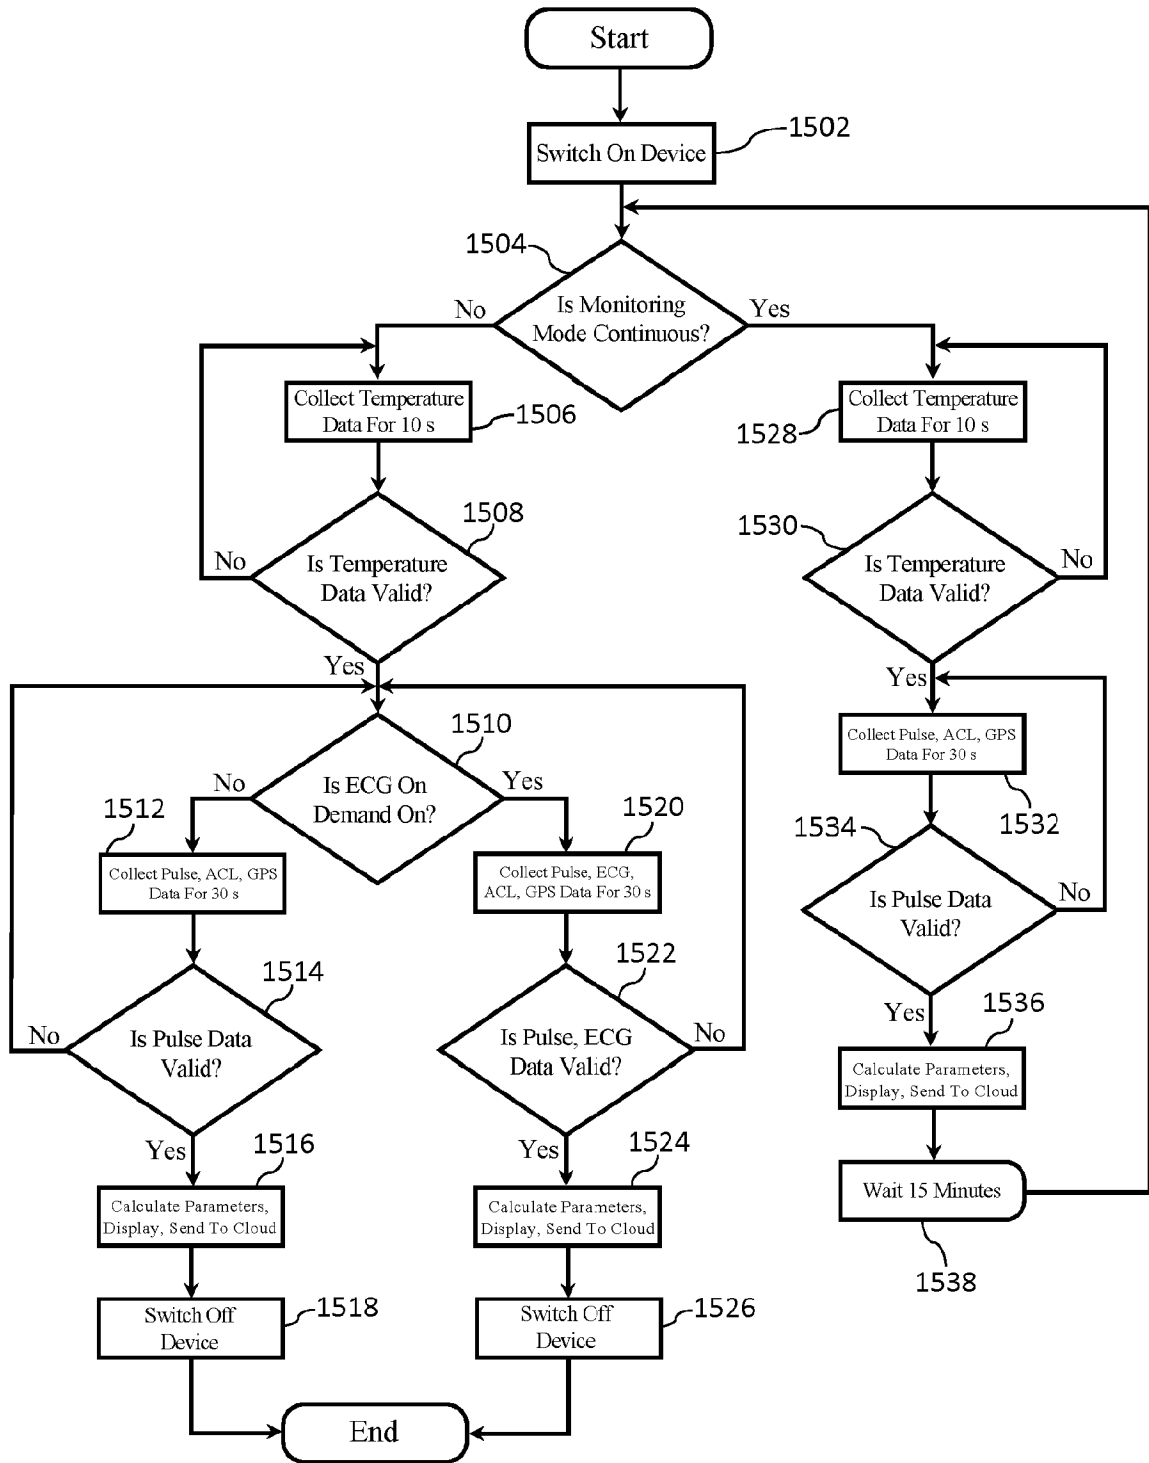 Start
1502
Switch On Device
1504
No
Is Monitoring
Mode Continuous?
Yes
Collect Temperature
Data For 10 s
1506
Collect Temperature
Data For 10 s
1528
1508
No
Is Temperature
Data Valid?
Yes
1530
Is Temperature
Data Valid?
No
Yes
1510
No
Is ECG On
Demand On?
Yes
Collect Pulse, ACL, GPS
Data For 30 s
1532
1512
Collect Pulse, ACL, GPS
Data For 30 s
1520
Collect Pulse, ECG,
ACL, GPS Data For 30 s
1534
Is Pulse Data
Valid?
No
Yes
1514
No
Is Pulse Data
Valid?
Yes
1522
Is Pulse, ECG
Data Valid?
No
Yes
1536
Calculate Parameters,
Display, Send To Cloud
1516
Calculate Parameters,
Display, Send To Cloud
1524
Calculate Parameters,
Display, Send To Cloud
Wait 15 Minutes
1538
Switch Off
Device
1518
Switch Cff
Device
1526
End